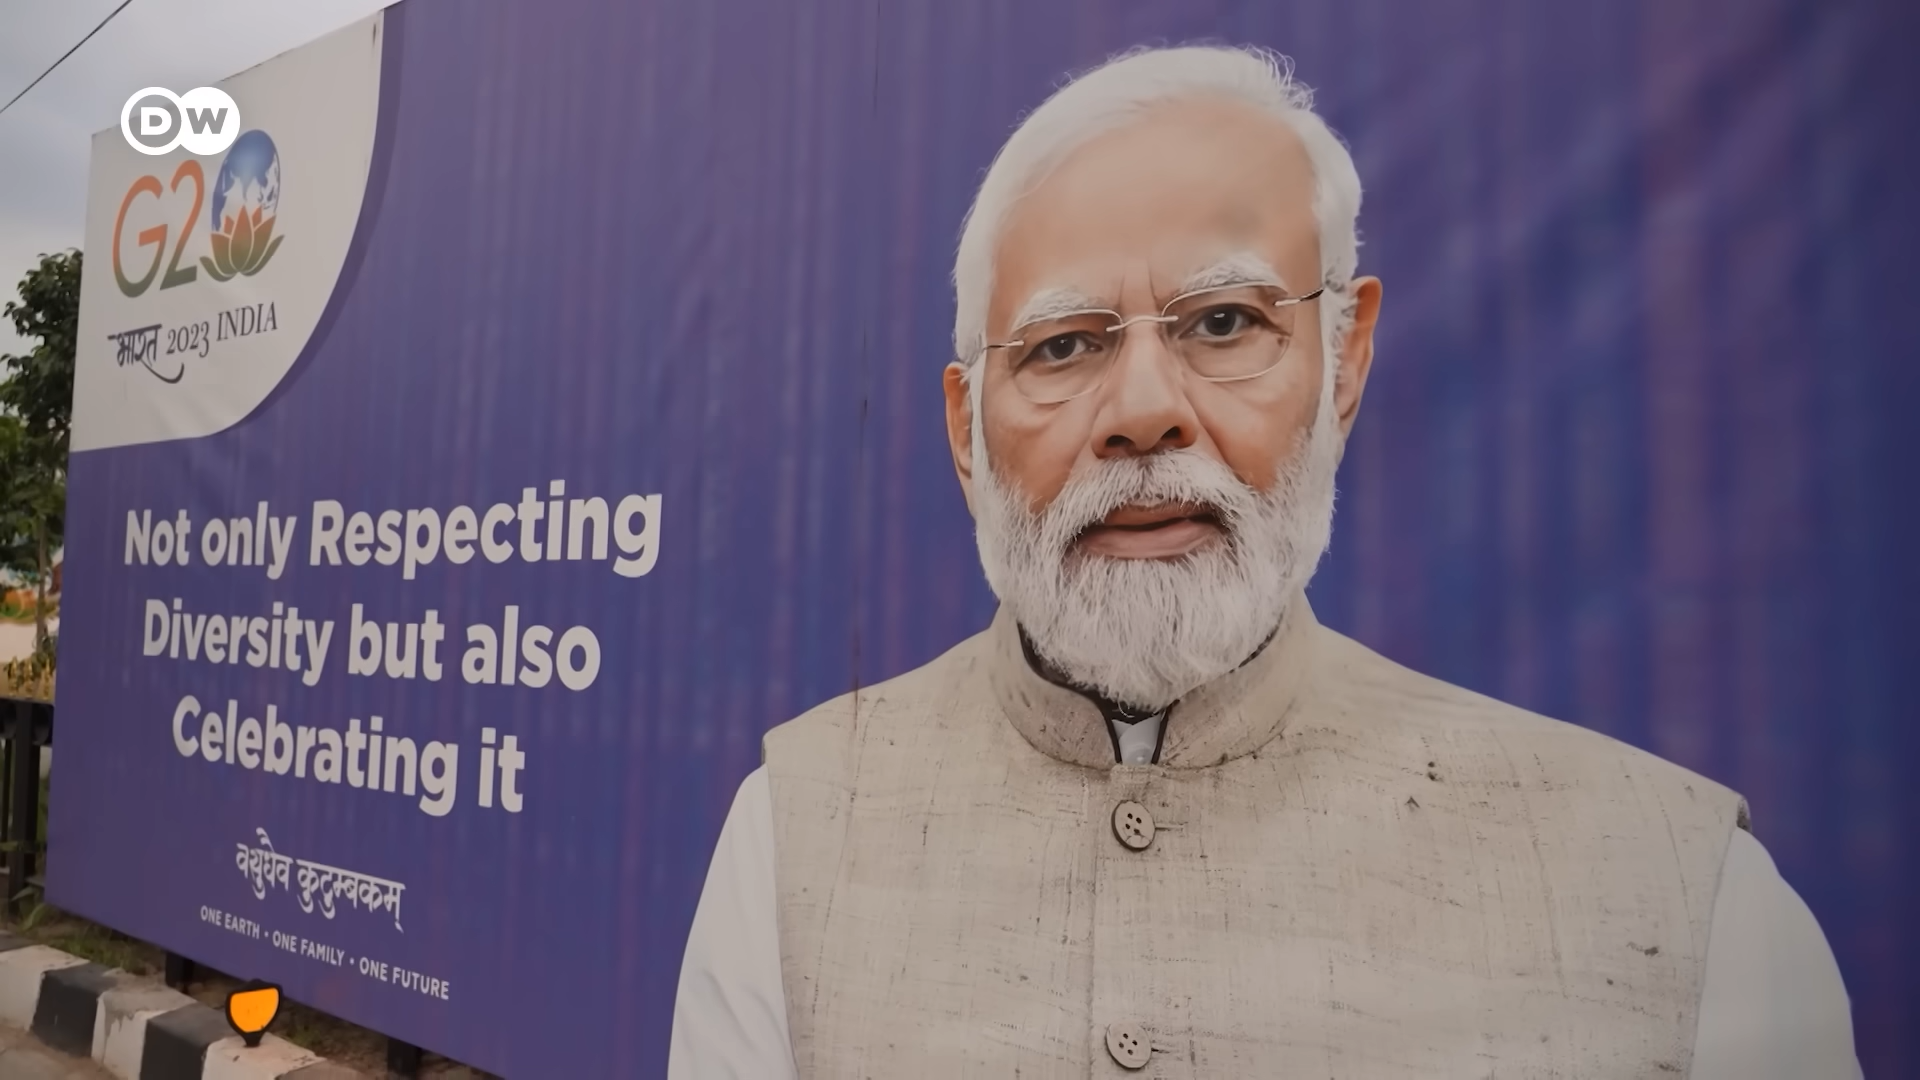 DW
G20
भारत 2023 INDIA
Not only Respecting
Diversity but also
Celebrating it
वसुधैव कुटुम्बकम्
ONE EARTH • ONE FAMILY • ONE FUTURE